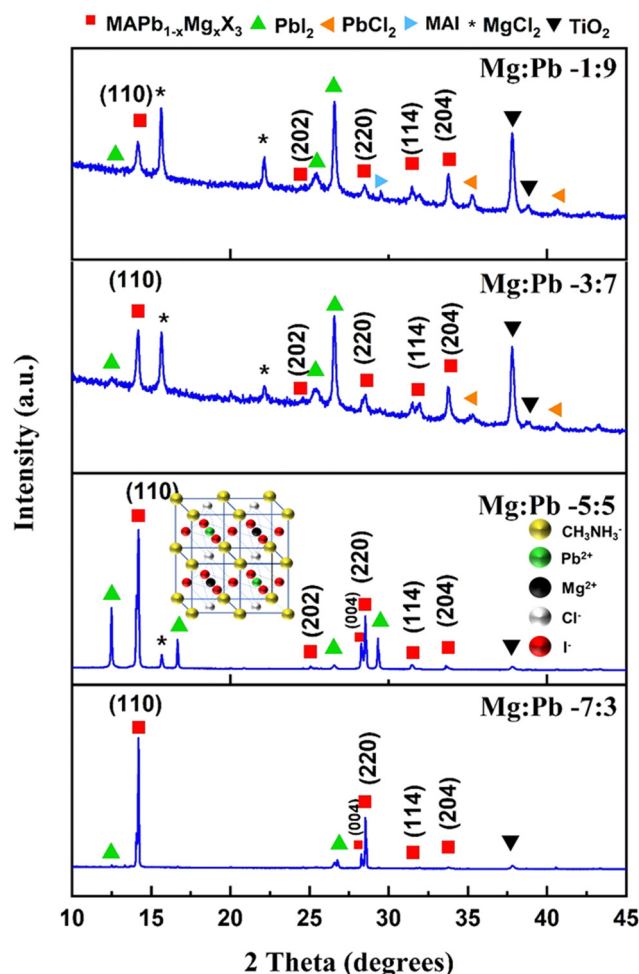 MAPb1-xMgxX3 PbI2 PbCl2 MAI * MgCl2 TiO2
Mg:Pb -1:9
(110)
*
*
(202)
(220)
(114)
(204)
Mg:Pb -3:7
(110)
*
*
(202)
(220)
(114)
(204)
Mg:Pb -5:5
(110)
*
(202)
(004)
(220)
(114)
(204)
CH3NH3-
Pb2+
Mg2+
Cl-
I-
Mg:Pb -7:3
(110)
(004)
(220)
(114)
(204)
Intensity (a.u.)
10 15 20 25 30 35 40 45
2 Theta (degrees)